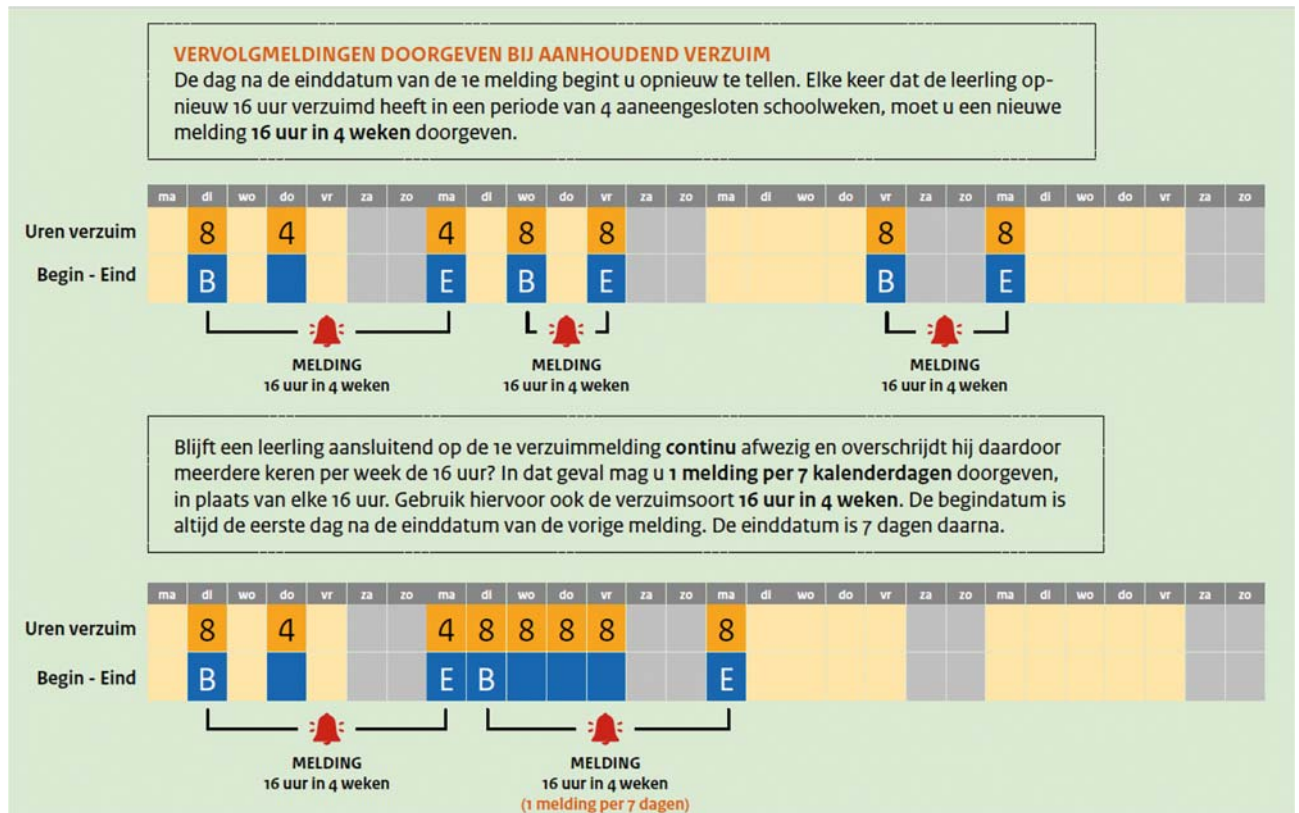 VERVOLGMELDINGEN DOORGEVEN BIJ AANHOUDEND VERZUIM
De dag na de einddatum van de 1e melding begint u opnieuw te tellen. Elke keer dat de leerling op-
nieuw 16 uur verzuimd heeft in een periode van 4 aaneengesloten schoolweken, moet u een nieuwe
melding 16 uur in 4 weken doorgeven.
ma di wo do vr za zo ma di wo do vr za zo ma di wo do vr za zo ma di wo do vr za zo
Uren verzuim 8 4 4 8 8 8 8
Begin - Eind B E B E B E
MELDING MELDING MELDING
16 uur in 4 weken 16 uur in 4 weken 16 uur in 4 weken
Blijft een leerling aansluitend op de 1e verzuimmelding continu afwezig en overschrijdt hij daardoor
meerdere keren per week de 16 uur? In dat geval mag u 1 melding per 7 kalenderdagen doorgeven,
in plaats van elke 16 uur. Gebruik hiervoor ook de verzuimsoort 16 uur in 4 weken. De begindatum is
altijd de eerste dag na de einddatum van de vorige melding. De einddatum is 7 dagen daarna.
ma di wo do vr za zo ma di wo do vr za zo ma di wo do vr za zo ma di wo do vr za zo
Uren verzuim 8 4 4 8 8 8 8 8
Begin - Eind B E B E
MELDING MELDING
16 uur in 4 weken 16 uur in 4 weken
(1 melding per 7 dagen)